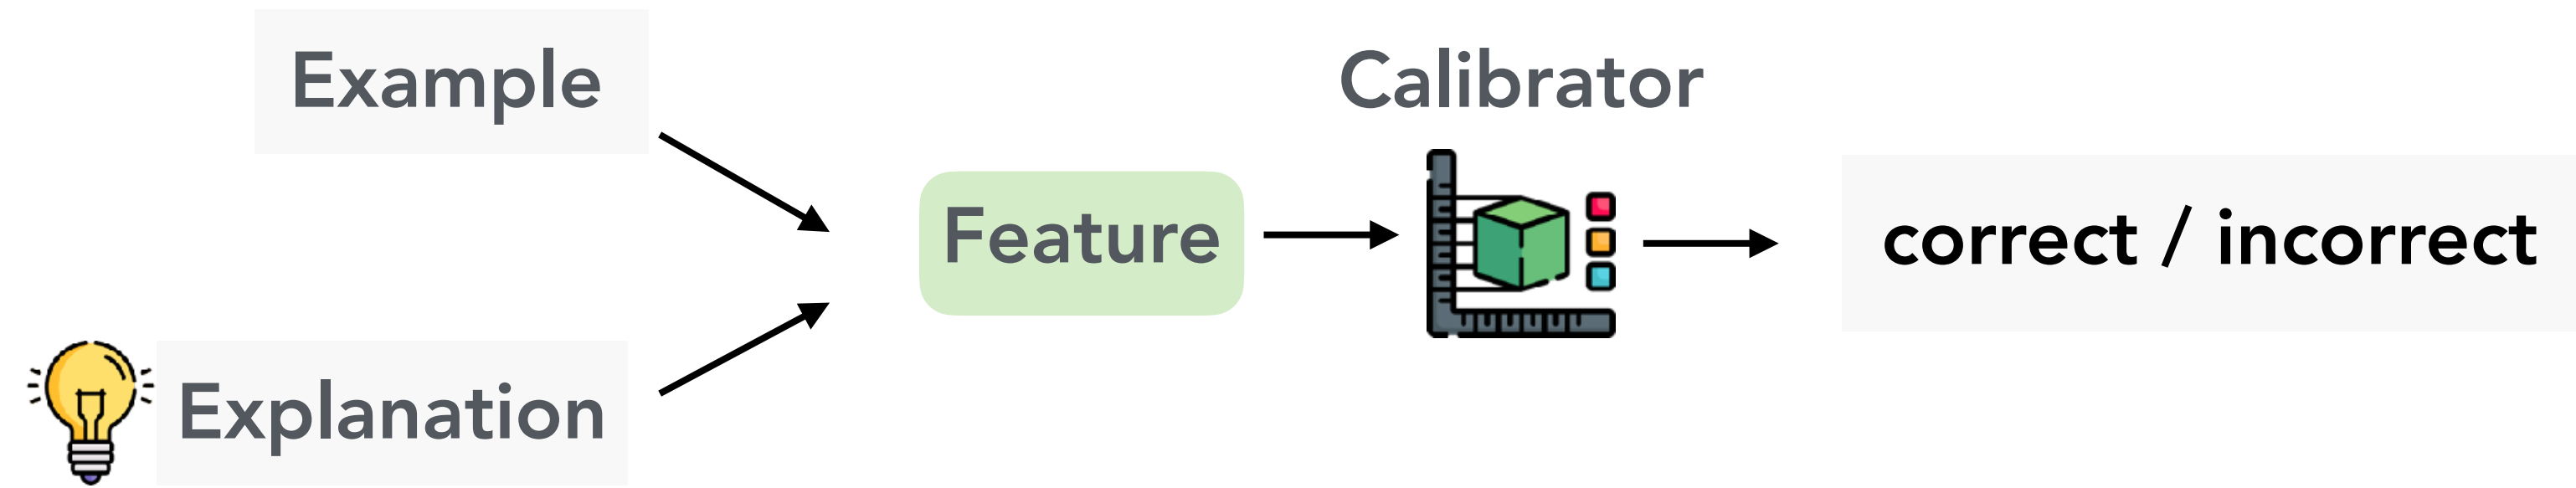 Example
Calibrator
Feature
correct / incorrect
Explanation